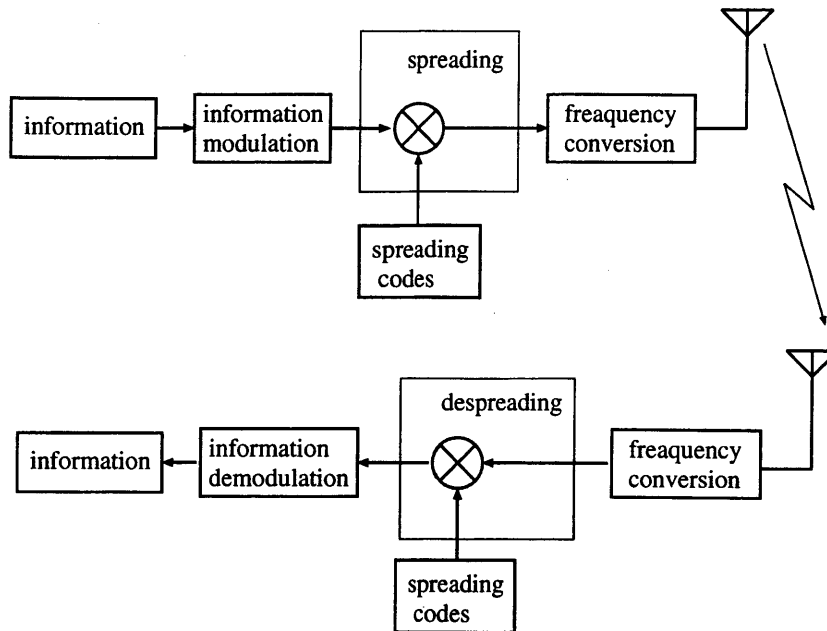 spreading
information
information
modulation
freaquency
conversion
spreading
codes
despreading
information
information
demodulation
freaquency
conversion
spreading
codes